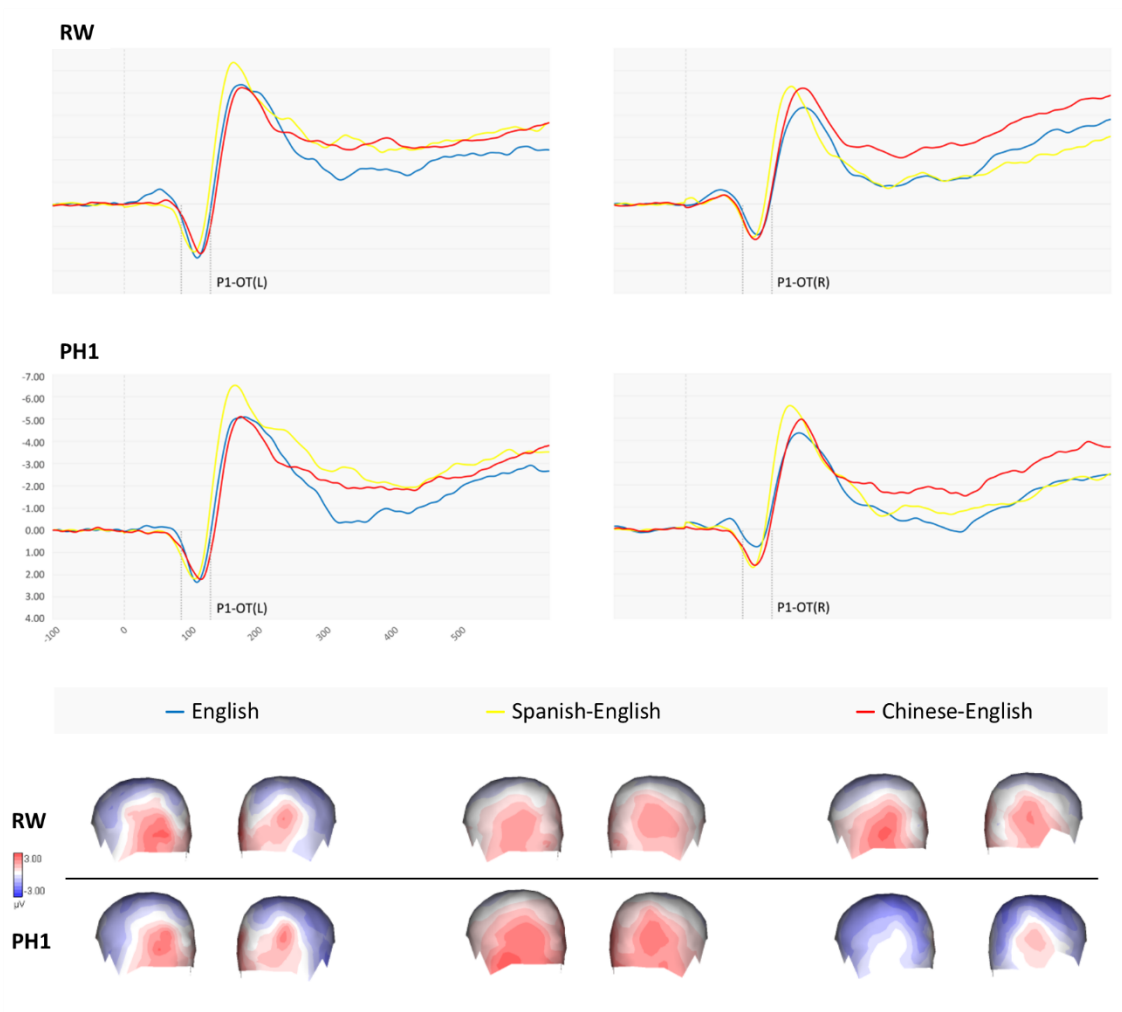 RW
P1-OT(L)
P1-OT(R)
PH1
-7.00
-6.00
-5.00
-4.00
-3.00
-2.00
-1.00
0.00
1.00
2.00
3.00
4.00
P1-OT(L)
P1-OT(R)
-100
0
100
200
300
400
500
English
Spanish-English
Chinese-English
RW
3.00
-3.00
µV
PH1